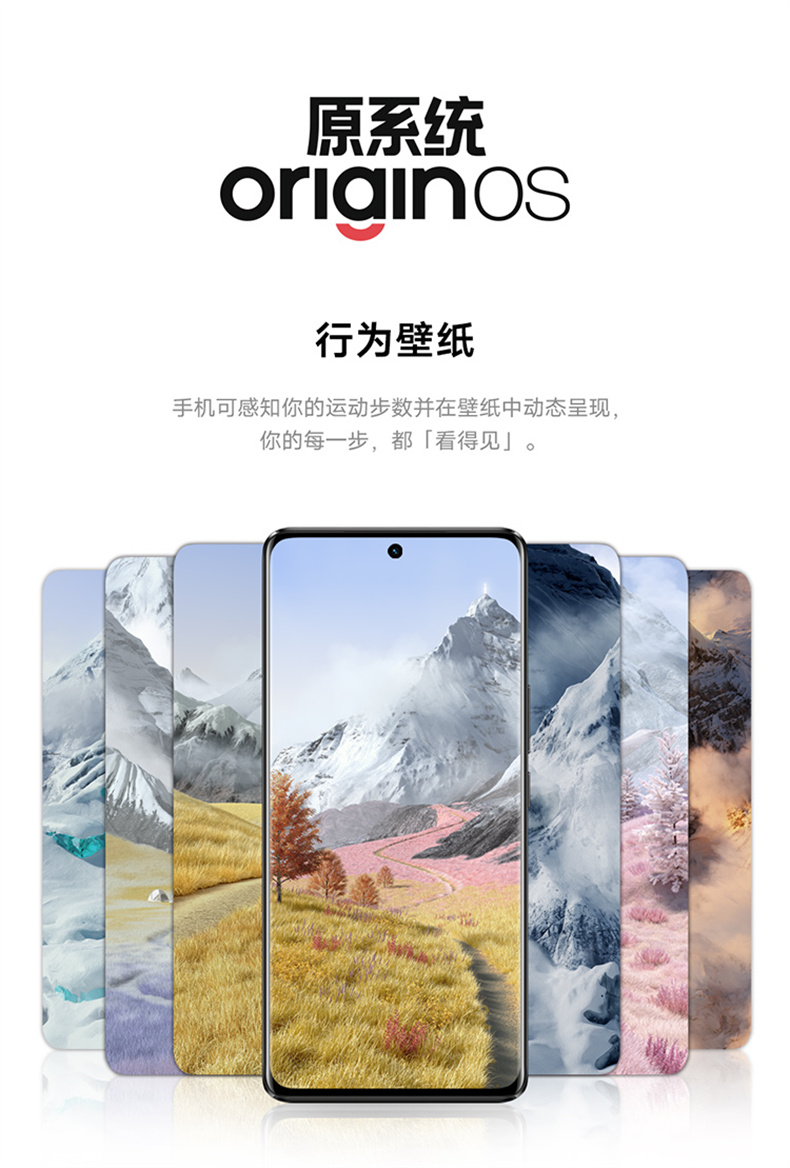 原系统
originos
行为壁纸
手机可感知你的运动步数并在壁纸中动态呈现，
你的每一步，都「看得见」。